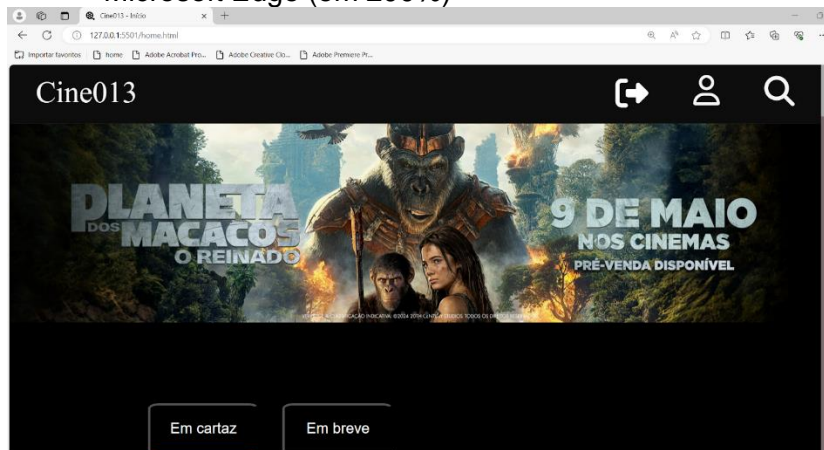 Microsoft Edge (em 200%)
Cine013 - Início
127.0.0.1:5501/home.html
Importar favoritos home Adobe Acrobat Pro... Adobe Creative Clo... Adobe Premiere Pr...
Cine013
PLANETA
DOS MACACOS
O REINADO
9 DE MAIO
NOS CINEMAS
PRÉ-VENDA DISPONÍVEL
Em cartaz
Em breve